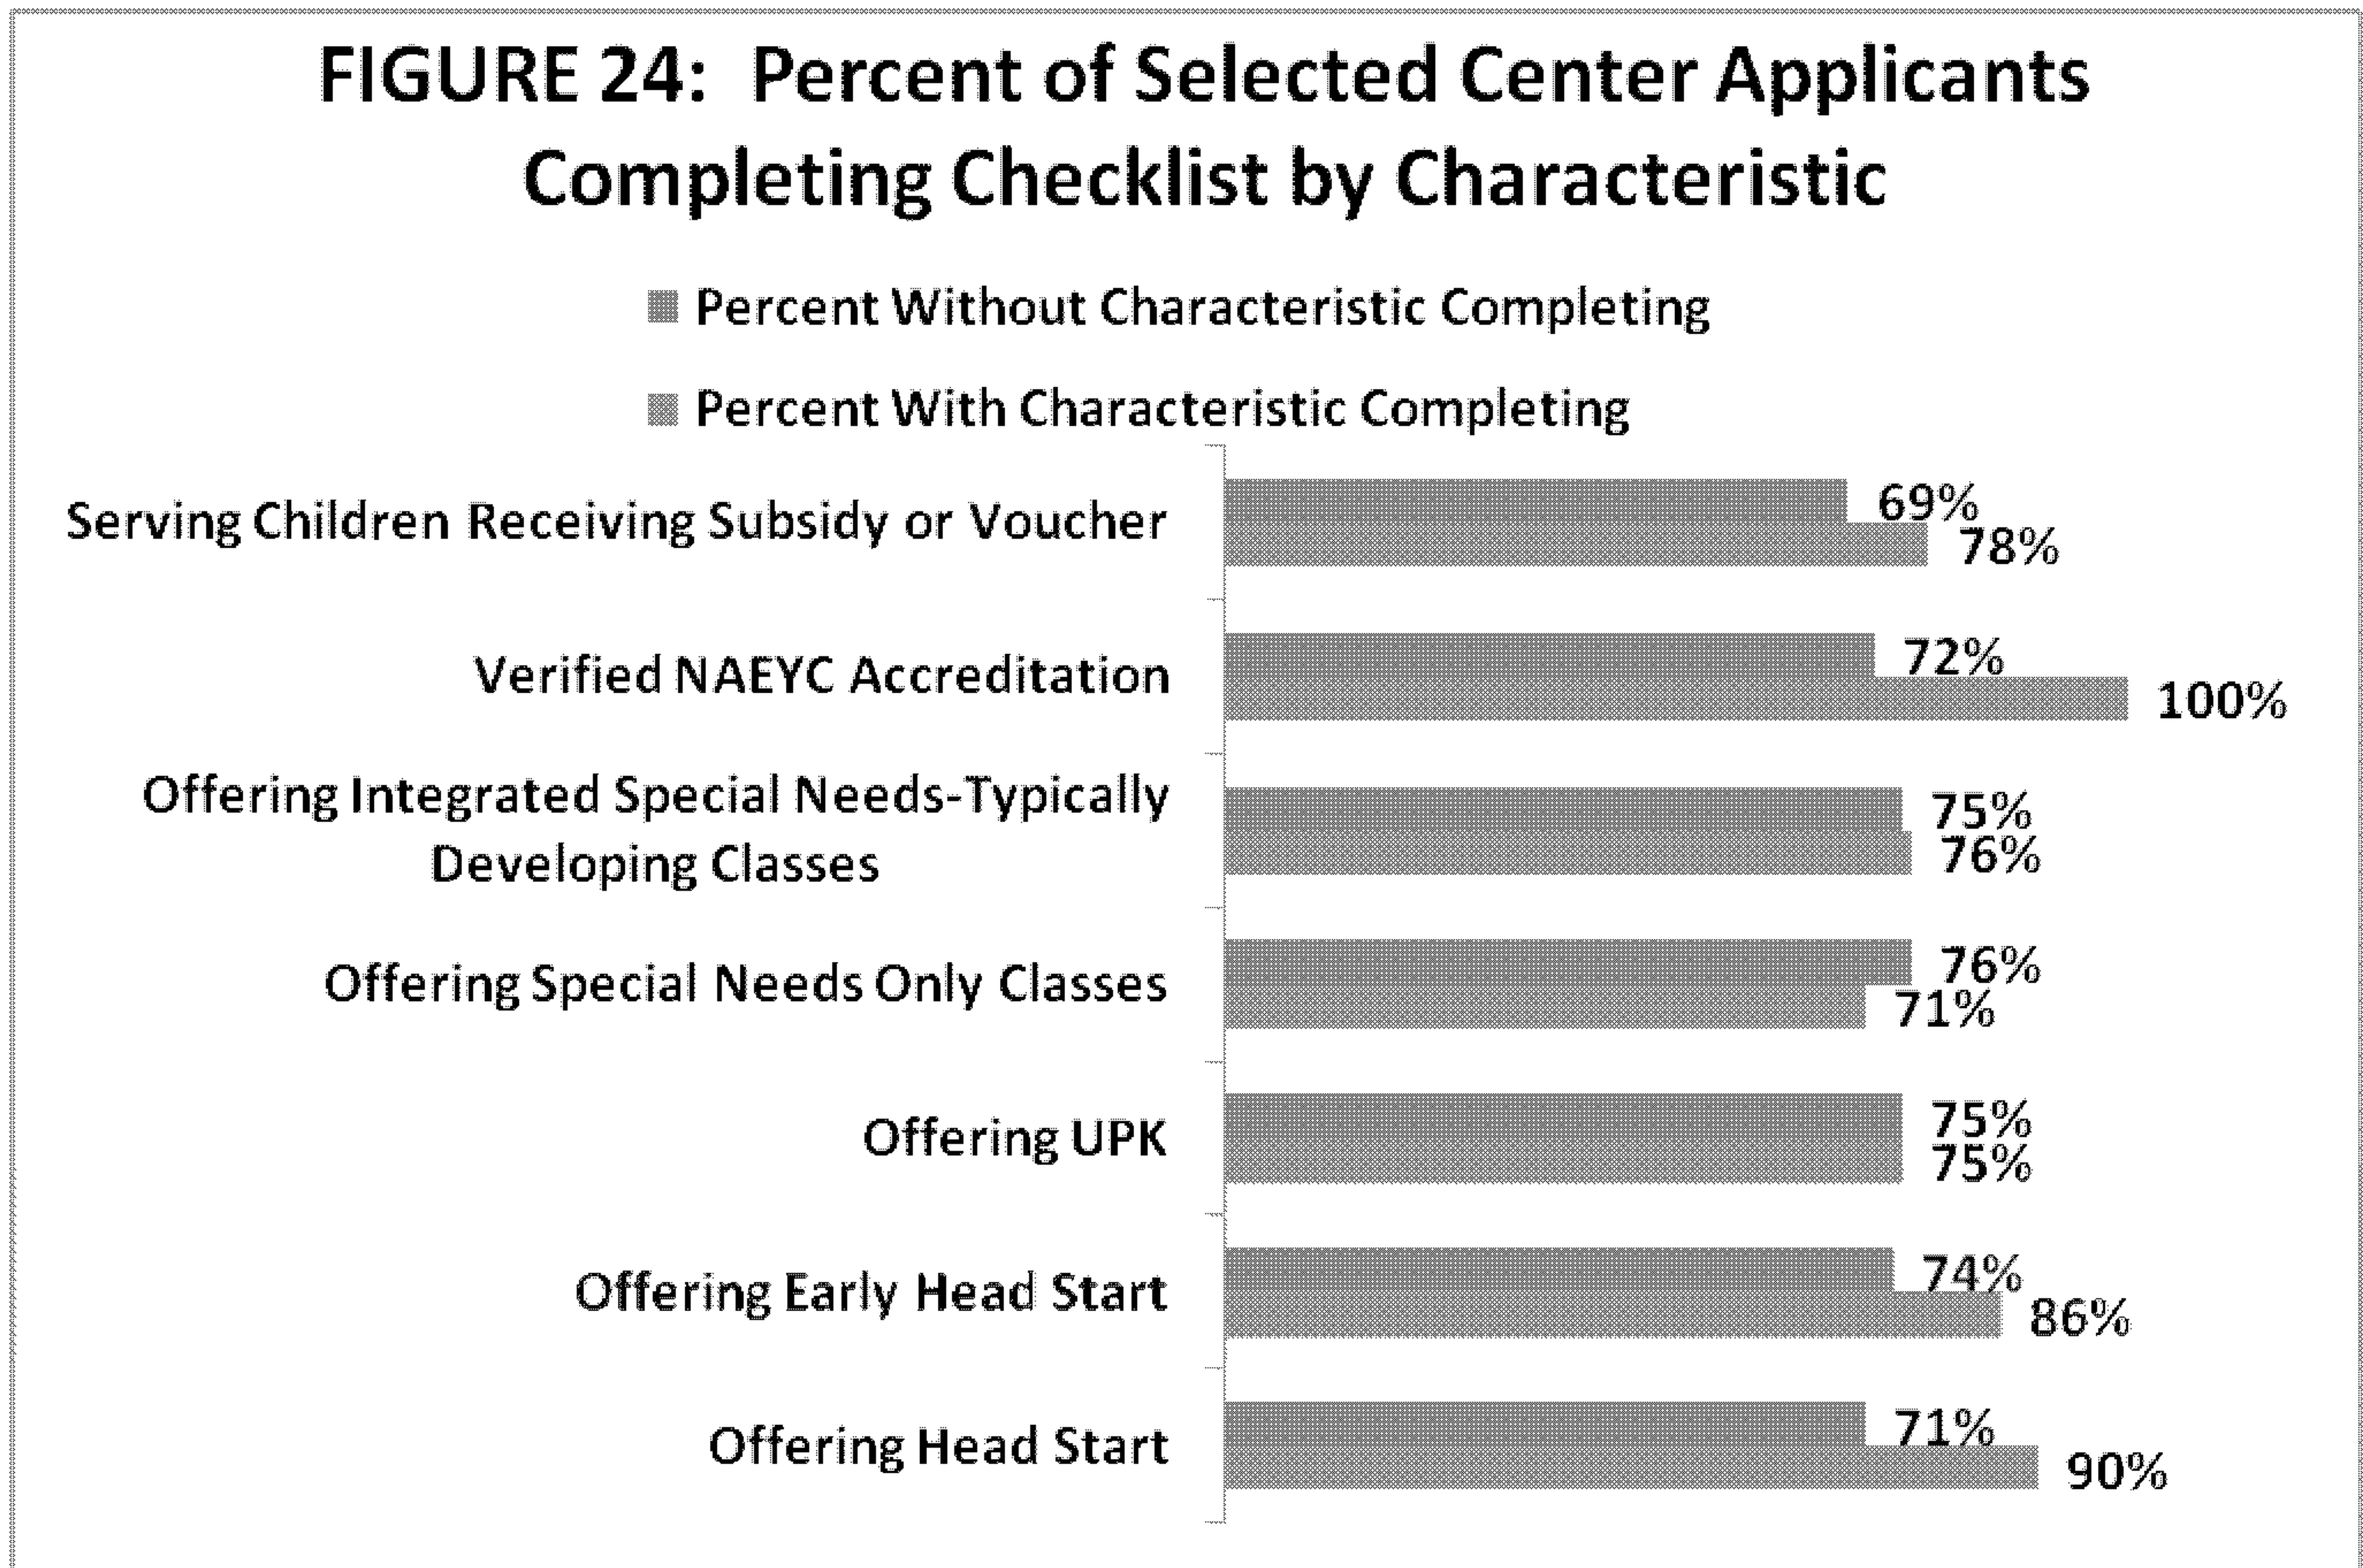 FIGURE 24: Percent of Selected Center Applicants
Completing Checklist by Characteristic
Percent Without Characteristic Completing
Percent With Characteristic Completing
Serving Children Receiving Subsidy or Voucher
69%
78%
Verified NAEYC Accreditation
72%
100%
Offering Integrated Special Needs-Typically
Developing Classes
75%
76%
Offering Special Needs Only Classes
76%
71%
Offering UPK
75%
75%
Offering Early Head Start
74%
86%
Offering Head Start
71%
90%